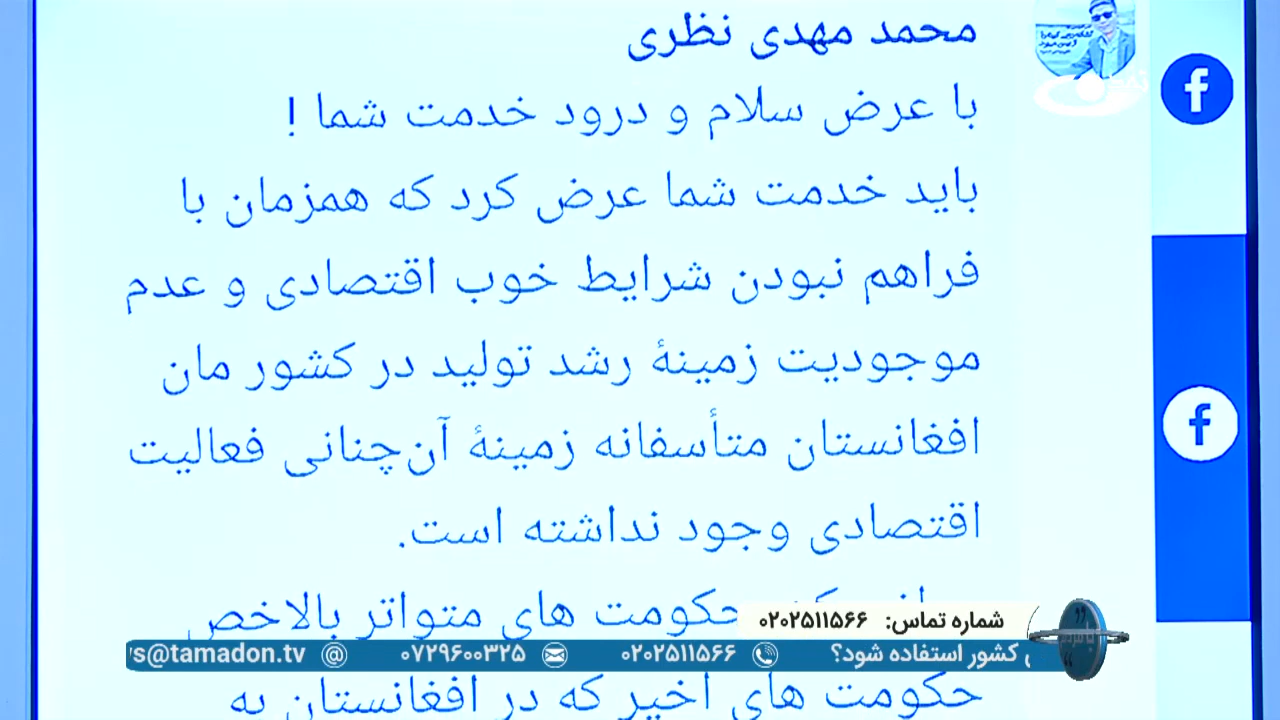 محمد مهدی نظری
با عرض سلام و درود خدمت شما !
باید خدمت شما عرض کرد که همزمان با
فراهم نبودن شرایط خوب اقتصادی و عدم
موجودیت زمینهٔ رشد تولید در کشور مان
افغانستان متأسفانه زمینهٔ آن‌چنانی فعالیت
اقتصادی وجود نداشته است.
حکومت های متواتر بالاخص
شماره تماس: ۰۲۰۲۵۱۱۵۶۶
کشور استفاده شود؟ ۰۲۰۲۵۱۱۵۶۶ ۰۷۲۹۶۰۰۳۲۵ @ s@tamadon.tv
حکومت های اخیر که در افغانستان به